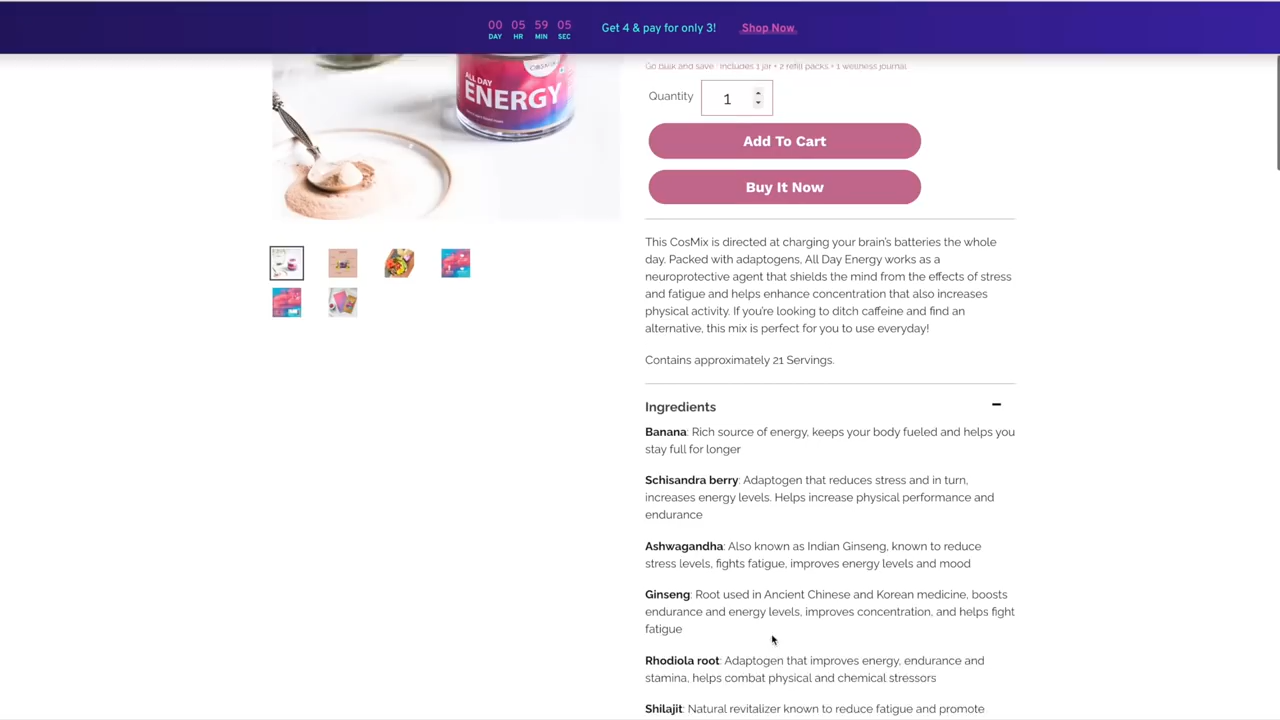 00 05 59 05
DAY HR MIN SEC
Get 4 & pay for only 3!
Shop Now
ALL DAY
ENERGY
Go bulk and save · Includes 1 jar + 2 refill packs + 1 wellness journal
Quantity
1
Add To Cart
Buy It Now
This CosMix is directed at charging your brain's batteries the whole
day. Packed with adaptogens, All Day Energy works as a
neuroprotective agent that shields the mind from the effects of stress
and fatigue and helps enhance concentration that also increases
physical activity. If you're looking to ditch caffeine and find an
alternative, this mix is perfect for you to use everyday!
Contains approximately 21 Servings.
Ingredients
Banana: Rich source of energy, keeps your body fueled and helps you
stay full for longer
Schisandra berry: Adaptogen that reduces stress and in turn,
increases energy levels. Helps increase physical performance and
endurance
Ashwagandha: Also known as Indian Ginseng, known to reduce
stress levels, fights fatigue, improves energy levels and mood
Ginseng: Root used in Ancient Chinese and Korean medicine, boosts
endurance and energy levels, improves concentration, and helps fight
fatigue
Rhodiola root: Adaptogen that improves energy, endurance and
stamina, helps combat physical and chemical stressors
Shilajit: Natural revitalizer known to reduce fatigue and promote